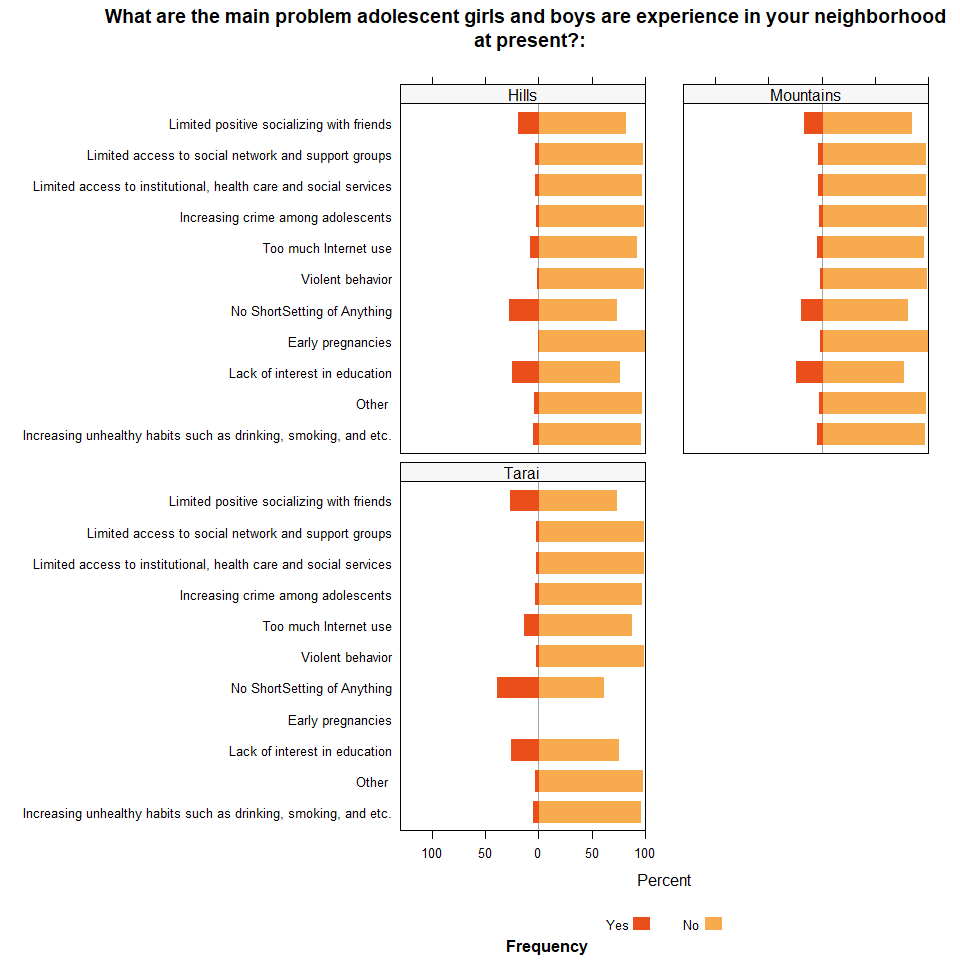 What are the main problem adolescent girls and boys are experience in your neighborhood
at present?:
Hills
Mountains
Limited positive socializing with friends
Limited access to social network and support groups
Limited access to institutional, health care and social services
Increasing crime among adolescents
Too much Internet use
Violent behavior
No ShortSetting of Anything
Early pregnancies
Lack of interest in education
Other
Increasing unhealthy habits such as drinking, smoking, and etc.
Tarai
Limited positive socializing with friends
Limited access to social network and support groups
Limited access to institutional, health care and social services
Increasing crime among adolescents
Too much Internet use
Violent behavior
No ShortSetting of Anything
Early pregnancies
Lack of interest in education
Other
Increasing unhealthy habits such as drinking, smoking, and etc.
100 50 0 50 100
Percent
Yes No
Frequency